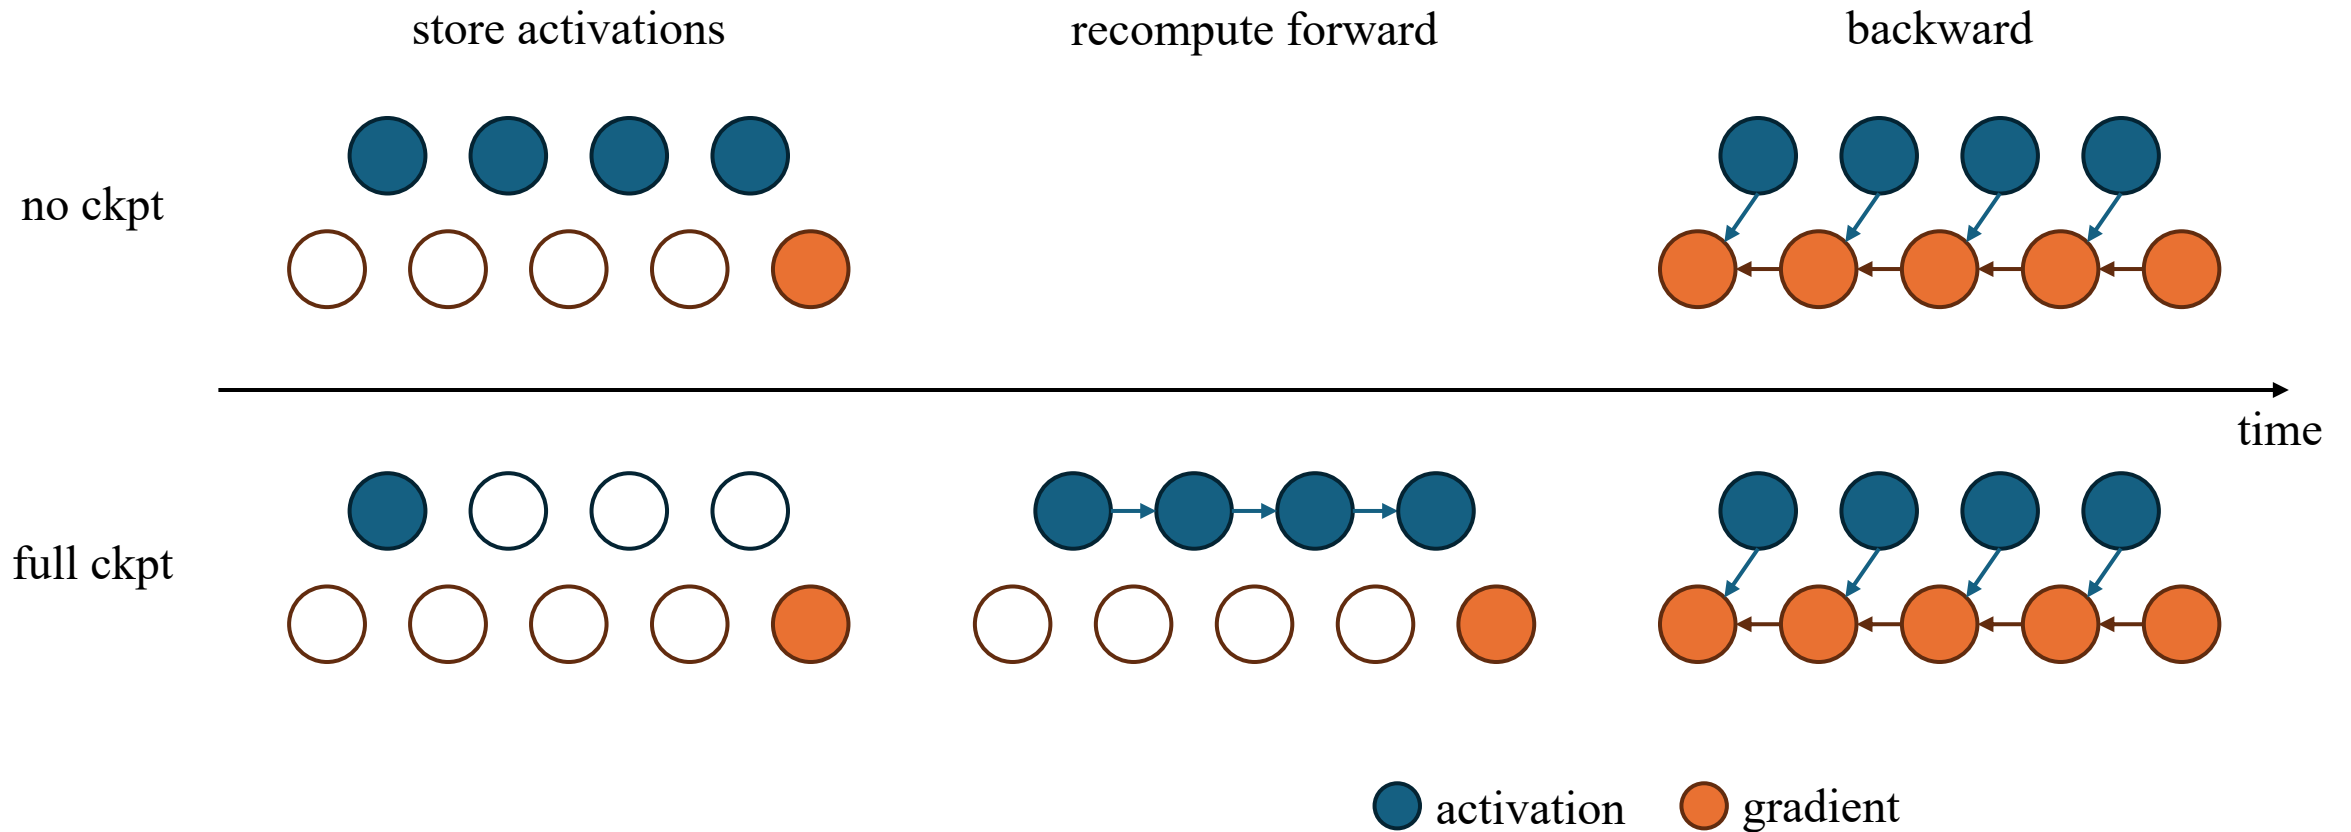 store activations
recompute forward
backward
no ckpt
time
full ckpt
activation
gradient